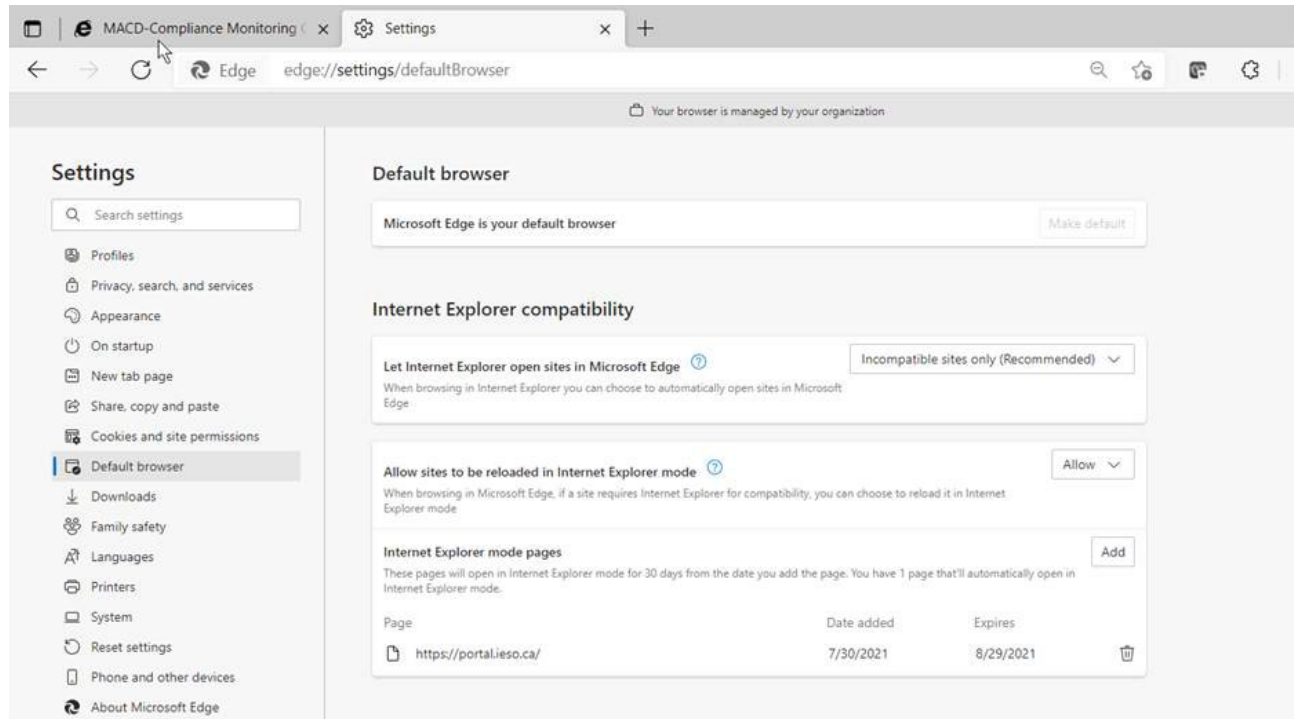 MACD-Compliance Monitoring
Settings
Edge
edge://settings/defaultBrowser
Your browser is managed by your organization
Settings
Search settings
Profiles
Privacy, search, and services
Appearance
On startup
New tab page
Share, copy and paste
Cookies and site permissions
Default browser
Downloads
Family safety
Languages
Printers
System
Reset settings
Phone and other devices
About Microsoft Edge
Default browser
Microsoft Edge is your default browser
Make default
Internet Explorer compatibility
Let Internet Explorer open sites in Microsoft Edge
Incompatible sites only (Recommended)
When browsing in Internet Explorer you can choose to automatically open sites in Microsoft
Edge
Allow sites to be reloaded in Internet Explorer mode
Allow
When browsing in Microsoft Edge, if a site requires Internet Explorer for compatibility, you can choose to reload it in Internet
Explorer mode
Internet Explorer mode pages
Add
These pages will open in Internet Explorer mode for 30 days from the date you add the page. You have 1 page that'll automatically open in
Internet Explorer mode.
Page Date added Expires
https://portal.ieso.ca/ 7/30/2021 8/29/2021